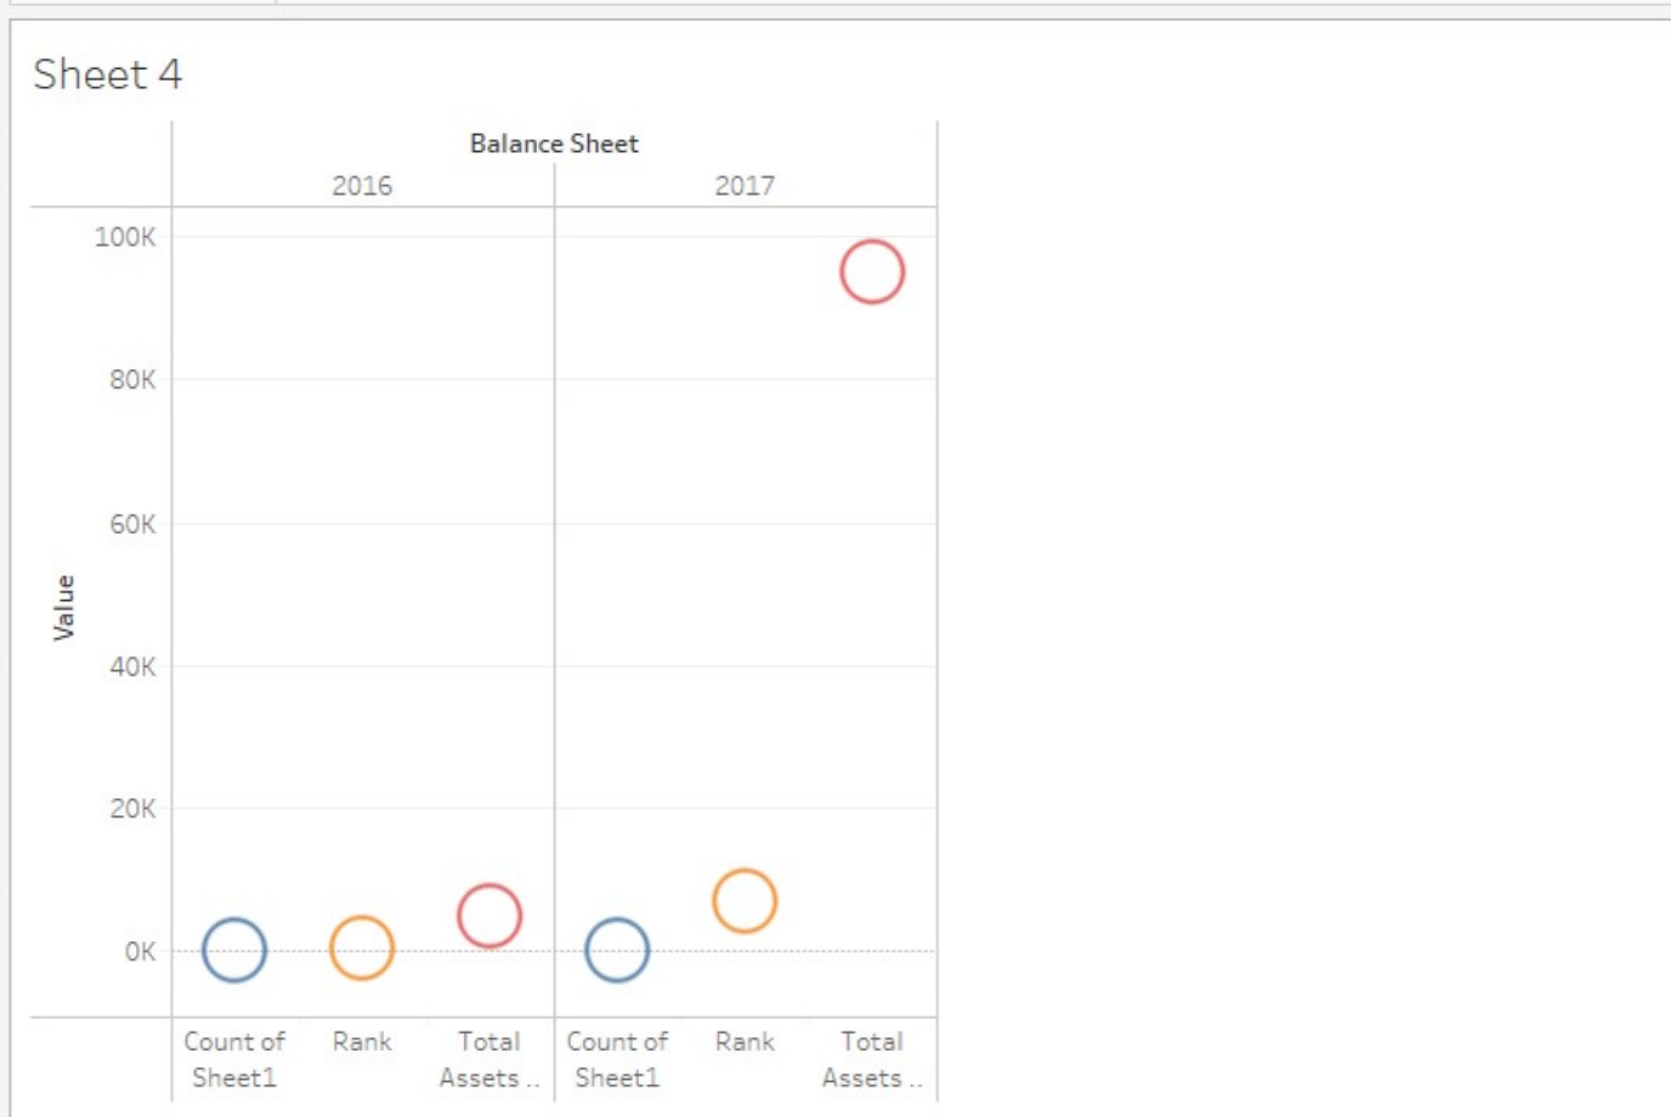 Sheet 4
Balance Sheet
2016 2017
100K
80K
60K
40K
20K
0K
Value
Count of Sheet1 Rank Total Assets .. Count of Sheet1 Rank Total Assets ..